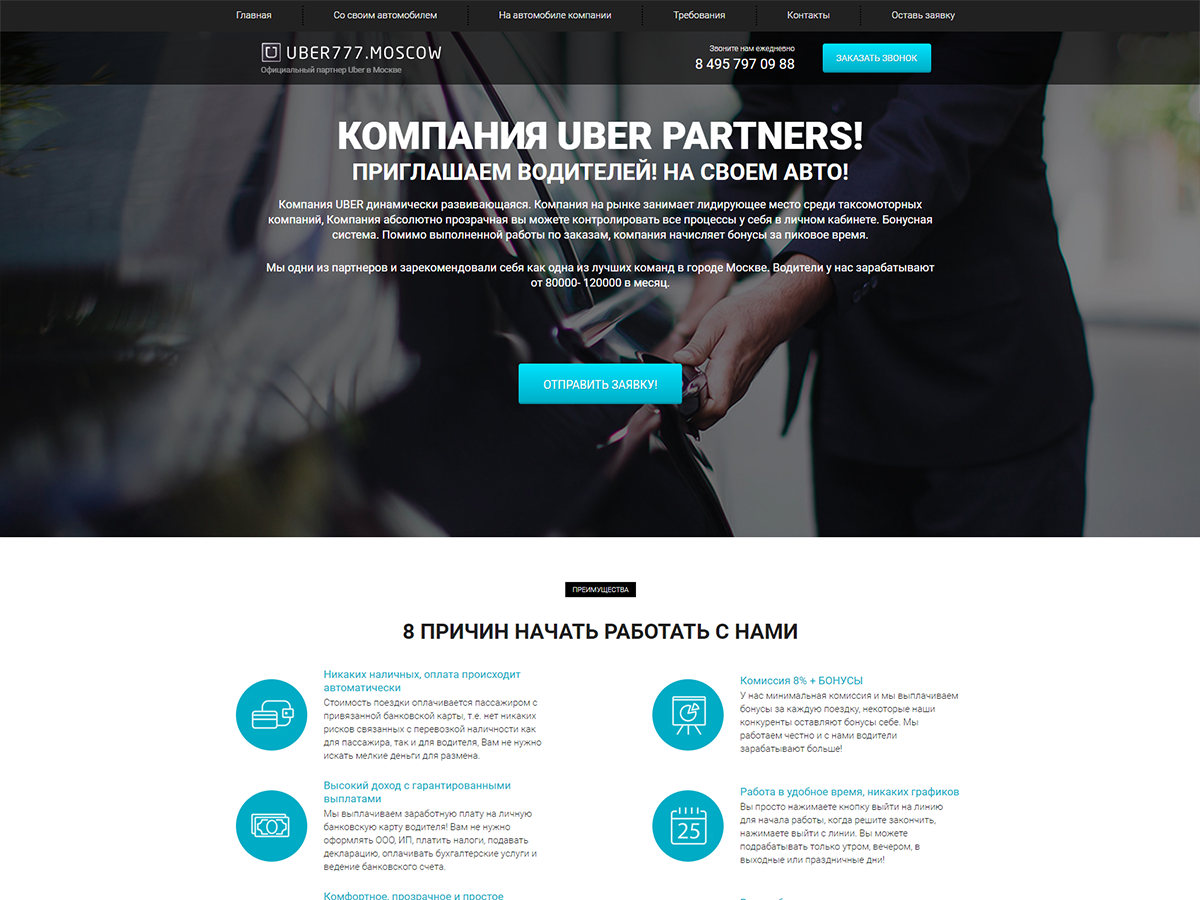 Главная
Со своим автомобилем
На автомобиле компании
Требования
Контакты
Оставь заявку
UBER777.MOSCOW
Официальный партнер Uber в Москве
Звоните нам ежедневно
8 495 797 09 88
ЗАКАЗАТЬ ЗВОНОК
КОМПАНИЯ UBER PARTNERS!
ПРИГЛАШАЕМ ВОДИТЕЛЕЙ! НА СВОЕМ АВТО!
Компания UBER динамически развивающаяся. Компания на рынке занимает лидирующее место среди таксомоторных
компаний, Компания абсолютно прозрачная вы можете контролировать все процессы у себя в личном кабинете. Бонусная
система. Помимо выполненной работы по заказам, компания начисляет бонусы за пиковое время.
Мы одни из партнеров и зарекомендовали себя как одна из лучших команд в городе Москве. Водители у нас зарабатывают
от 80000- 120000 в месяц.
ОТПРАВИТЬ ЗАЯВКУ!
ПРЕИМУЩЕСТВА
8 ПРИЧИН НАЧАТЬ РАБОТАТЬ С НАМИ
Никаких наличных, оплата происходит
автоматически
Стоимость поездки оплачивается пассажиром с
привязанной банковской карты, т.е. нет никаких
рисков связанных с перевозкой наличности как
для пассажира, так и для водителя, Вам не нужно
искать мелкие деньги для размена.
Комиссия 8% + БОНУСЫ
У нас минимальная комиссия и мы выплачиваем
бонусы за каждую поездку, некоторые наши
конкуренты оставляют бонусы себе. Мы
работаем честно и с нами водители
зарабатывают больше!
Высокий доход с гарантированными
выплатами
Мы выплачиваем заработную плату на личную
банковскую карту водителя! Вам не нужно
оформлять ООО, ИП, платить налоги, подавать
декларацию, оплачивать бухгалтерские услуги и
ведение банковского счета.
25
Работа в удобное время, никаких графиков
Вы просто нажимаете кнопку выйти на линию
для начала работы, когда решите закончить,
нажимаете выйти с линии. Вы можете
подрабатывать только утром, вечером, в
выходные или праздничные дни!
Комфортное, прозрачное и простое